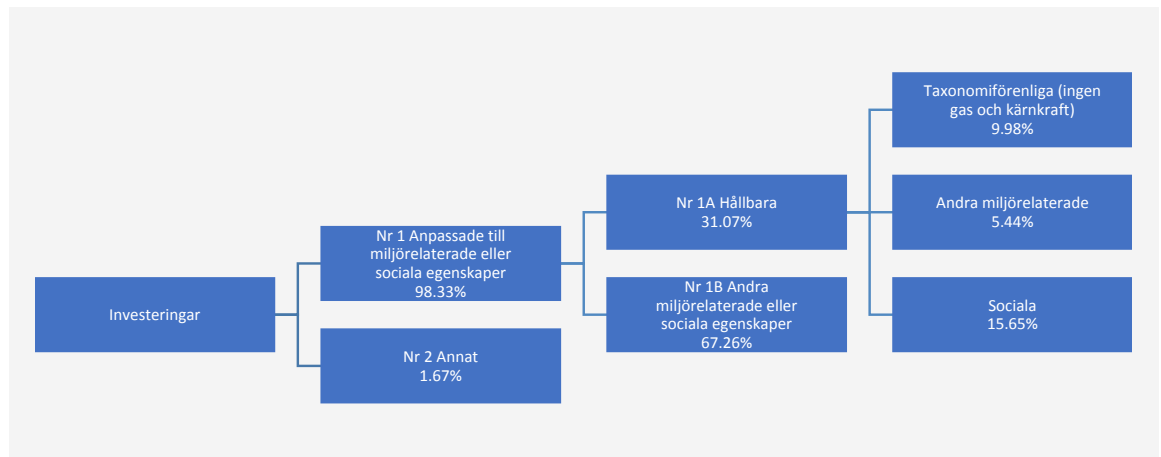 Investeringar
Nr 1 Anpassade till
miljörelaterade eller
sociala egenskaper
98.33%
Nr 2 Annat
1.67%
Nr 1A Hållbara
31.07%
Nr 1B Andra
miljörelaterade eller
sociala egenskaper
67.26%
Taxonomiförenliga (ingen
gas och kärnkraft)
9.98%
Andra miljörelaterade
5.44%
Sociala
15.65%